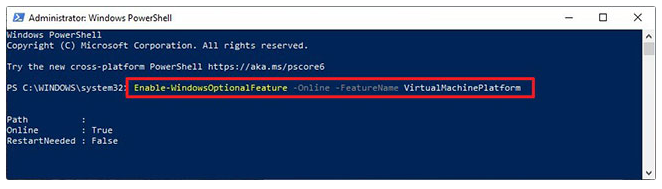 Administrator: Windows PowerShell
Windows PowerShell
Copyright (C) Microsoft Corporation. All rights reserved.
Try the new cross-platform PowerShell https://aka.ms/pscore6
PS C:\WINDOWS\system32> Enable-WindowsOptionalFeature -Online -FeatureName VirtualMachinePlatform
Path          :
Online        : True
RestartNeeded : False